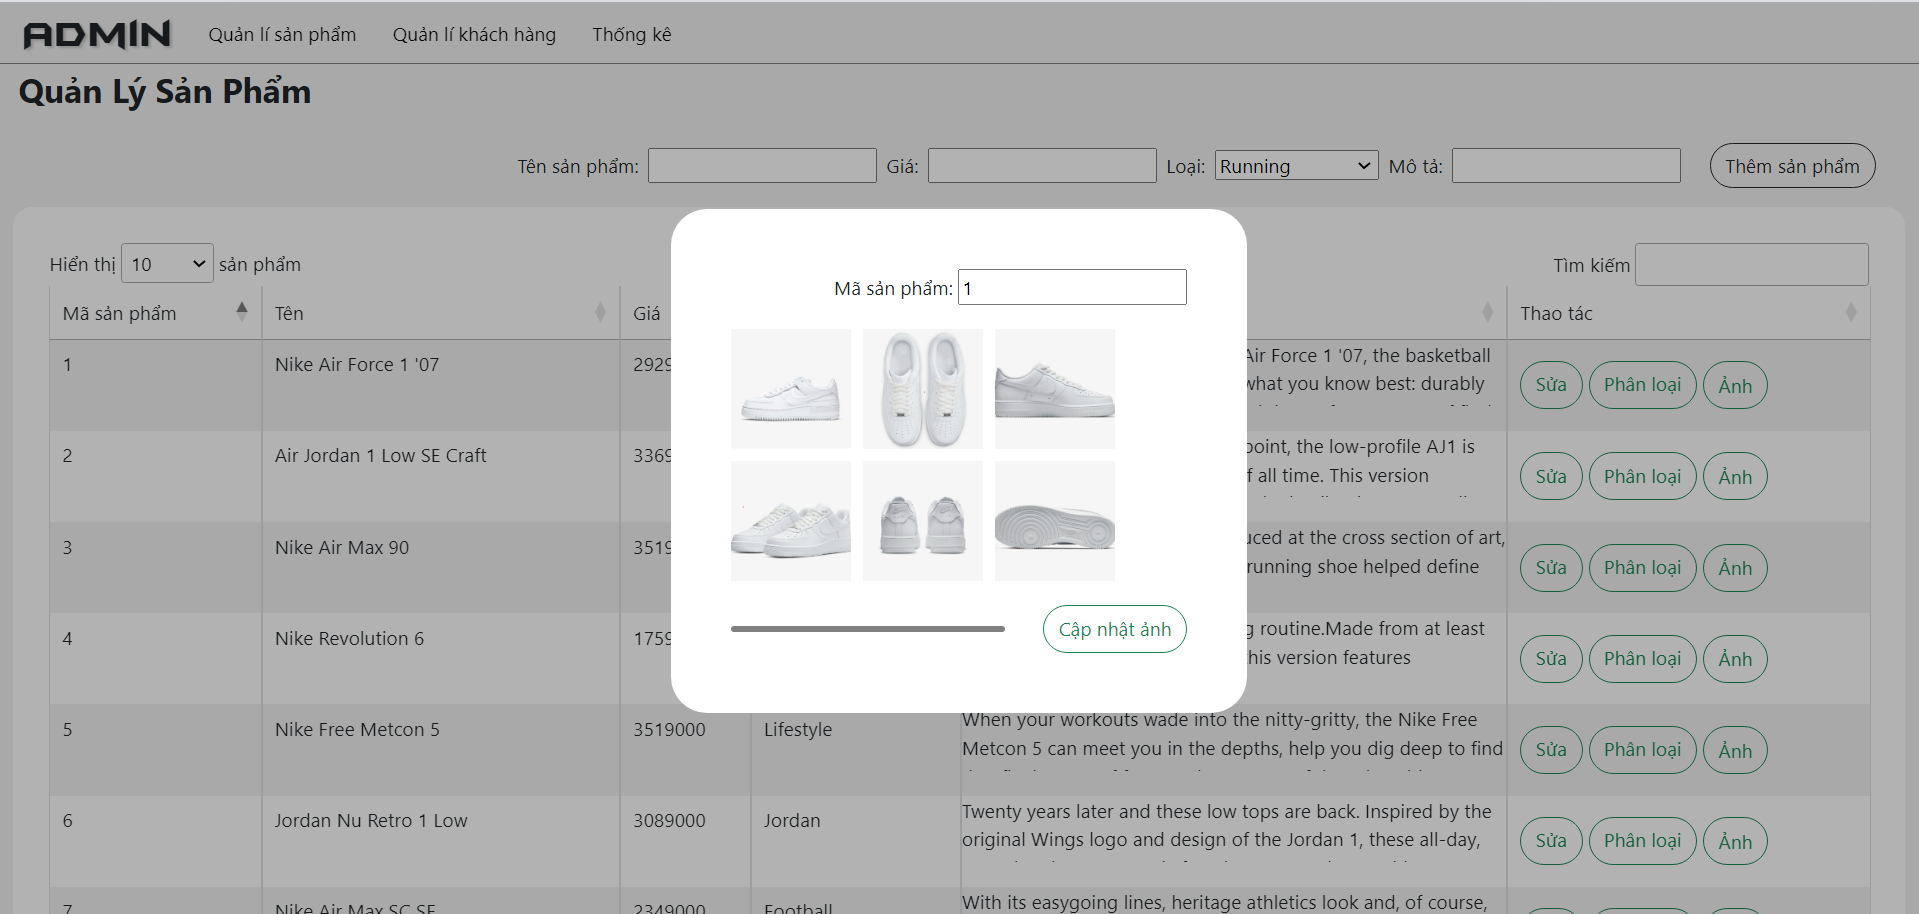 ADMIN Quản lí sản phẩm Quản lí khách hàng Thống kê
Quản Lý Sản Phẩm
Tên sản phẩm: Giá: Loại: Running Mô tả: Thêm sản phẩm
Hiển thị 10 sản phẩm Tìm kiếm
Mã sản phẩm Tên Giá Thao tác
Mã sản phẩm: 1
Cập nhật ảnh
1 Nike Air Force 1 '07 2929 Air Force 1 '07, the basketball
what you know best: durably
Sửa Phân loại Ảnh
2 Air Jordan 1 Low SE Craft 3369 point, the low-profile AJ1 is
f all time. This version
Sửa Phân loại Ảnh
3 Nike Air Max 90 3519 uced at the cross section of art,
running shoe helped define
Sửa Phân loại Ảnh
4 Nike Revolution 6 1759 g routine.Made from at least
his version features
Sửa Phân loại Ảnh
5 Nike Free Metcon 5 3519000 Lifestyle When your workouts wade into the nitty-gritty, the Nike Free
Metcon 5 can meet you in the depths, help you dig deep to find
Sửa Phân loại Ảnh
6 Jordan Nu Retro 1 Low 3089000 Jordan Twenty years later and these low tops are back. Inspired by the
original Wings logo and design of the Jordan 1, these all-day,
Sửa Phân loại Ảnh
7 Nike Air Max SC SE 2349000 Football With its easygoing lines, heritage athletics look and, of course,